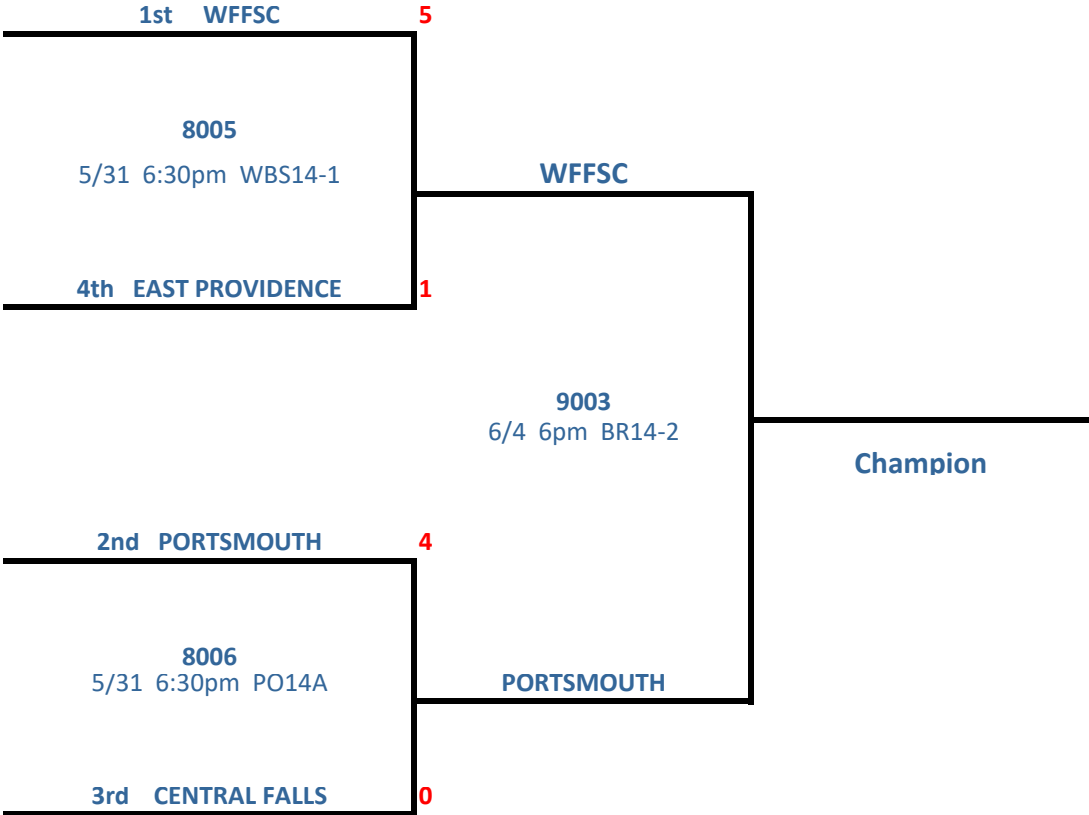 1st WFFSC 5
8005
5/31 6:30pm WBS14-1
WFFSC
4th EAST PROVIDENCE 1
9003
6/4 6pm BR14-2
Champion
2nd PORTSMOUTH 4
8006
5/31 6:30pm PO14A
PORTSMOUTH
3rd CENTRAL FALLS 0